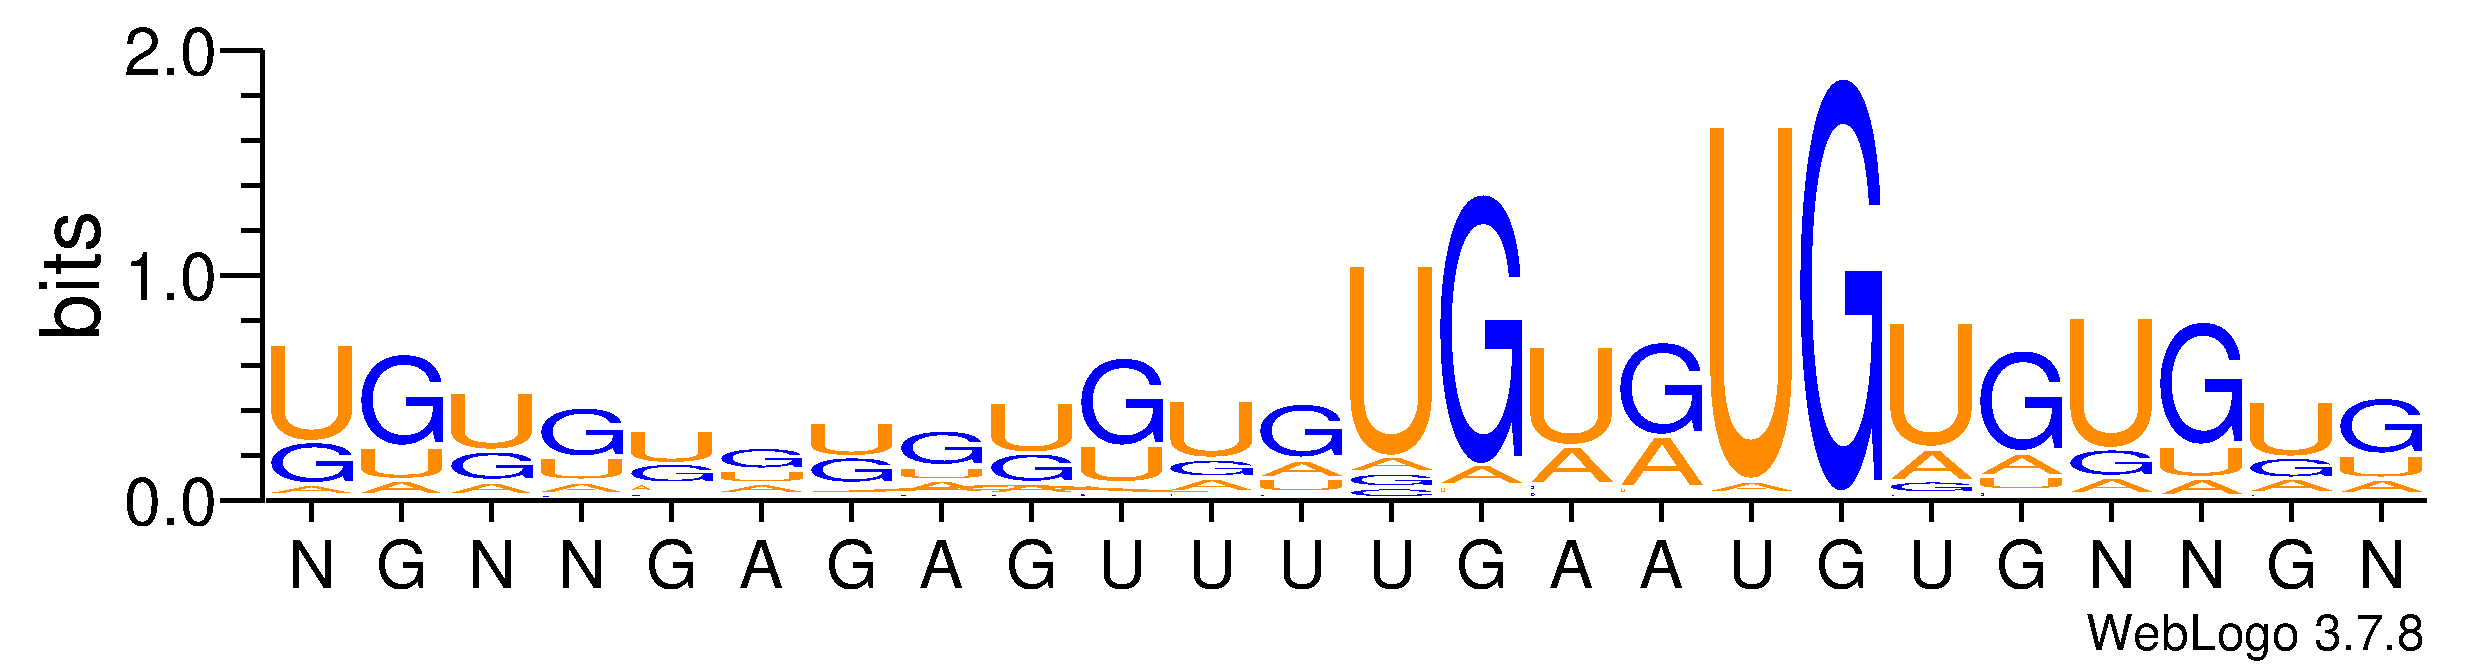 2.0
1.0
0.0
bits
U G U G U G U G U G U G U G U G U G U G U G U G
G U G U G U G U G U G A A A A A A A G U G U
A A A A A A U A G U G U A A A A
N G N N G A G A G U U U U G A A U G U G N N G N
WebLogo 3.7.8